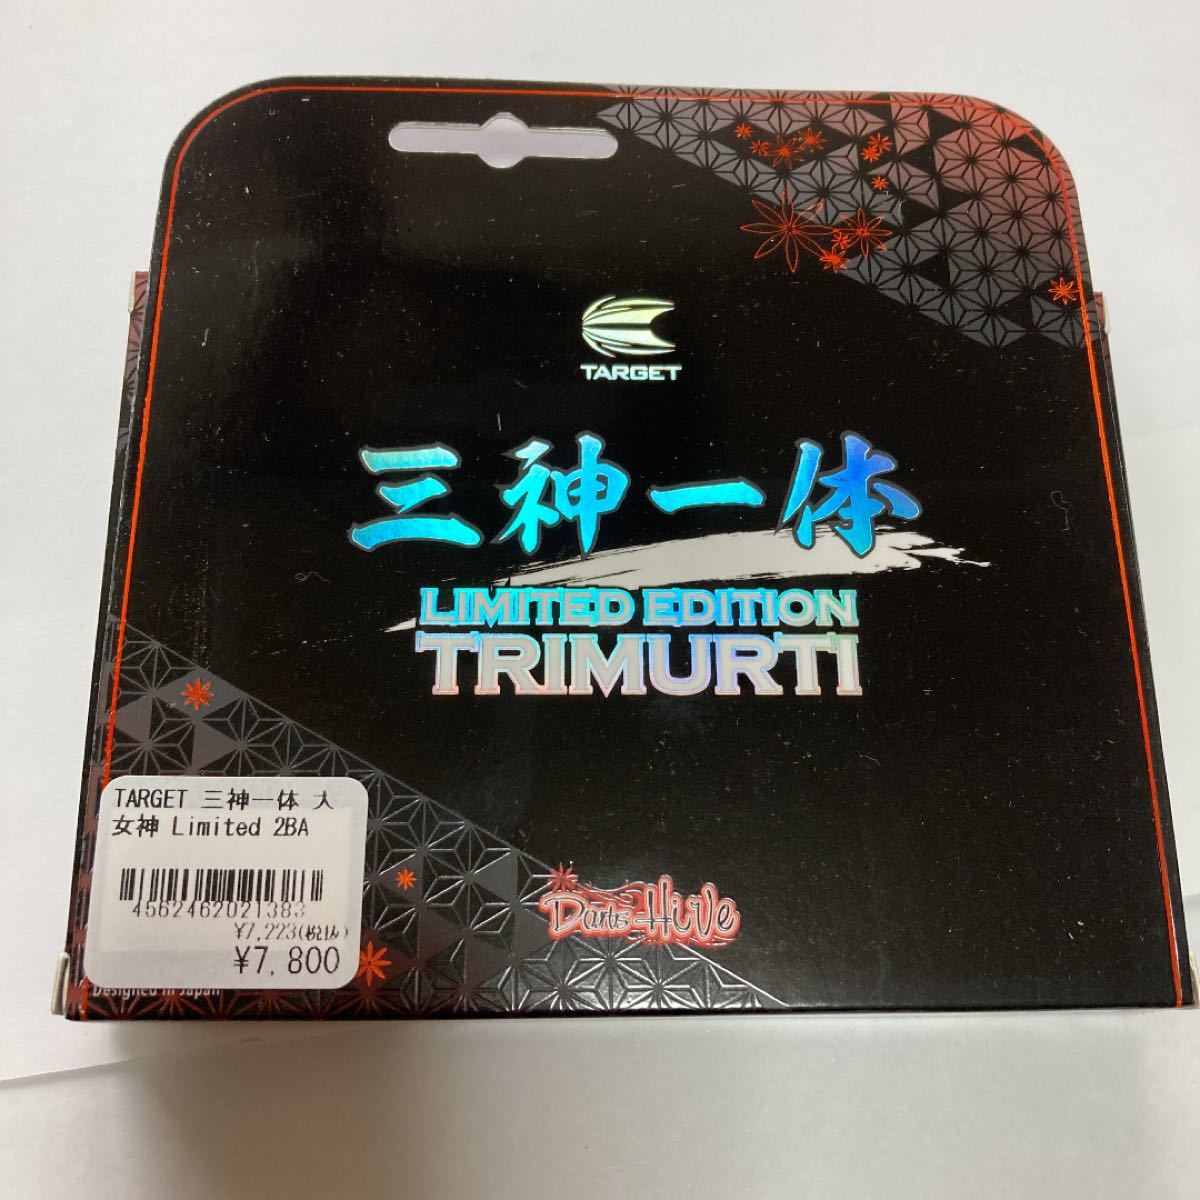 TARGET
三神一体
LIMITED EDITION
TRIMURTI
TARGET 三神一体 大
女神 Limited 2BA
4562462021383
¥7,223(税抜)
¥7,800
Darts HiVe
Designed in Japan